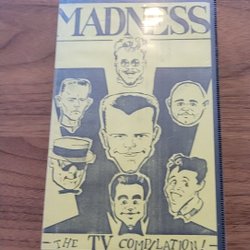 MADNESS
-THE TV COMPILATION!